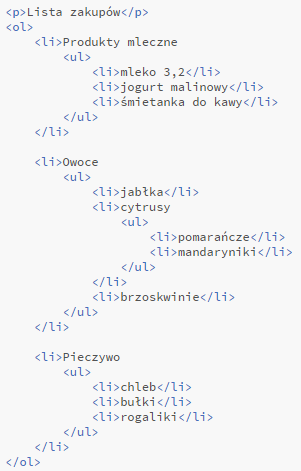 <p>Lista zakupów</p>
<ol>
    <li>Produkty mleczne
        <ul>
            <li>mleko 3,2</li>
            <li>jogurt malinowy</li>
            <li>śmietanka do kawy</li>
        </ul>
    </li>

    <li>Owoce
        <ul>
            <li>jabłka</li>
            <li>cytrusy
                <ul>
                    <li>pomarańcze</li>
                    <li>mandaryniki</li>
                </ul>
            </li>
            <li>brzoskwinie</li>
        </ul>
    </li>

    <li>Pieczywo
        <ul>
            <li>chleb</li>
            <li>bułki</li>
            <li>rogaliki</li>
        </ul>
    </li>
</ol>